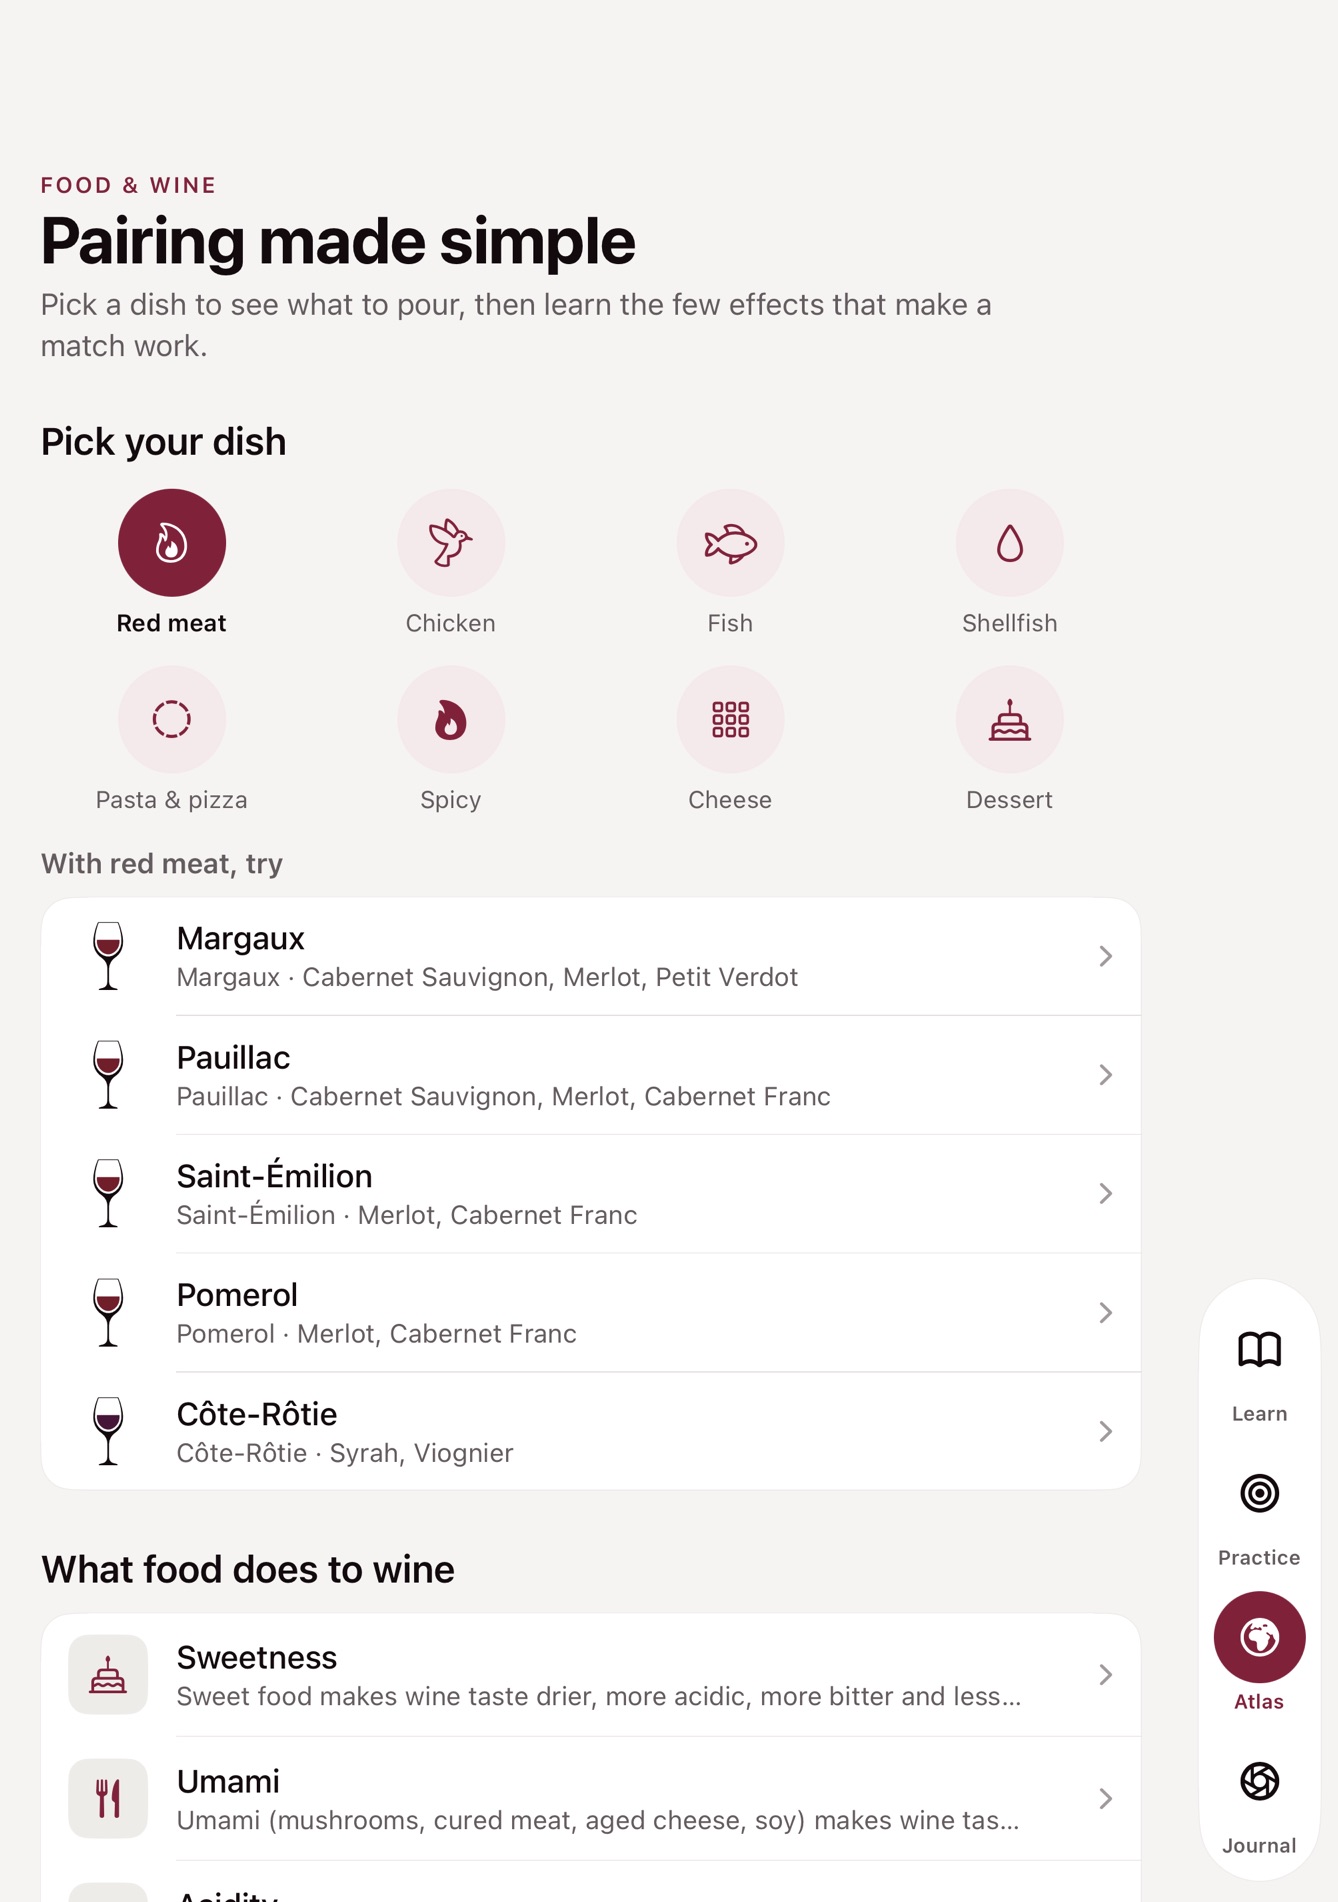 FOOD & WINE
Pairing made simple
Pick a dish to see what to pour, then learn the few effects that make a
match work.
Pick your dish
Red meat
Chicken
Fish
Shellfish
Pasta & pizza
Spicy
Cheese
Dessert
With red meat, try
Margaux
Margaux · Cabernet Sauvignon, Merlot, Petit Verdot
Pauillac
Pauillac · Cabernet Sauvignon, Merlot, Cabernet Franc
Saint-Émilion
Saint-Émilion · Merlot, Cabernet Franc
Pomerol
Pomerol · Merlot, Cabernet Franc
Côte-Rôtie
Côte-Rôtie · Syrah, Viognier
What food does to wine
Sweetness
Sweet food makes wine taste drier, more acidic, more bitter and less...
Umami
Umami (mushrooms, cured meat, aged cheese, soy) makes wine tas...
Acidity
Learn
Practice
Atlas
Journal